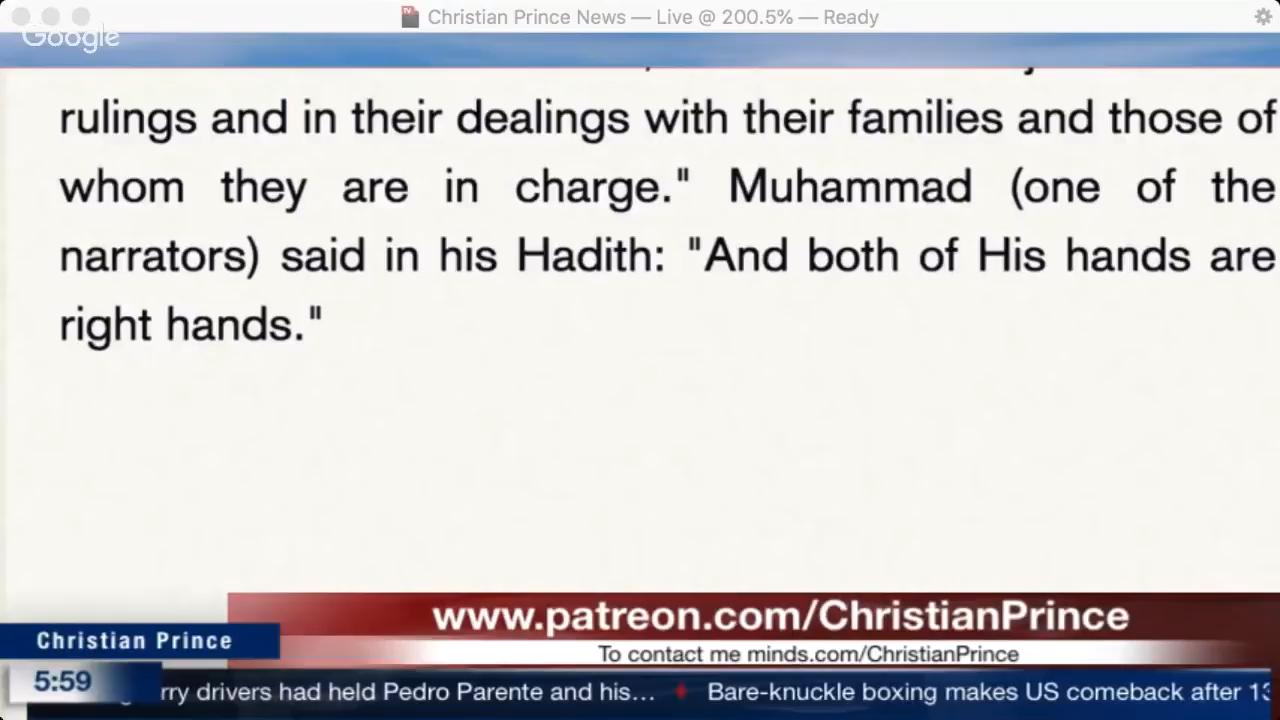 Christian Prince News — Live @ 200.5% — Ready
Google
rulings and in their dealings with their families and those of
whom they are in charge." Muhammad (one of the
narrators) said in his Hadith: "And both of His hands are
right hands."
www.patreon.com/ChristianPrince
Christian Prince
To contact me minds.com/ChristianPrince
5:59
drivers had held Pedro Parente and his... ♦ Bare-knuckle boxing makes US comeback after